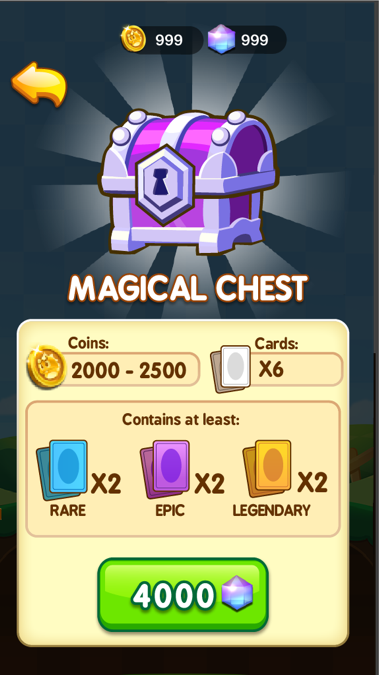 999 999
MAGICAL CHEST
Coins: Cards:
2000 - 2500 X6
Contains at least:
X2 X2 X2
RARE EPIC LEGENDARY
4000